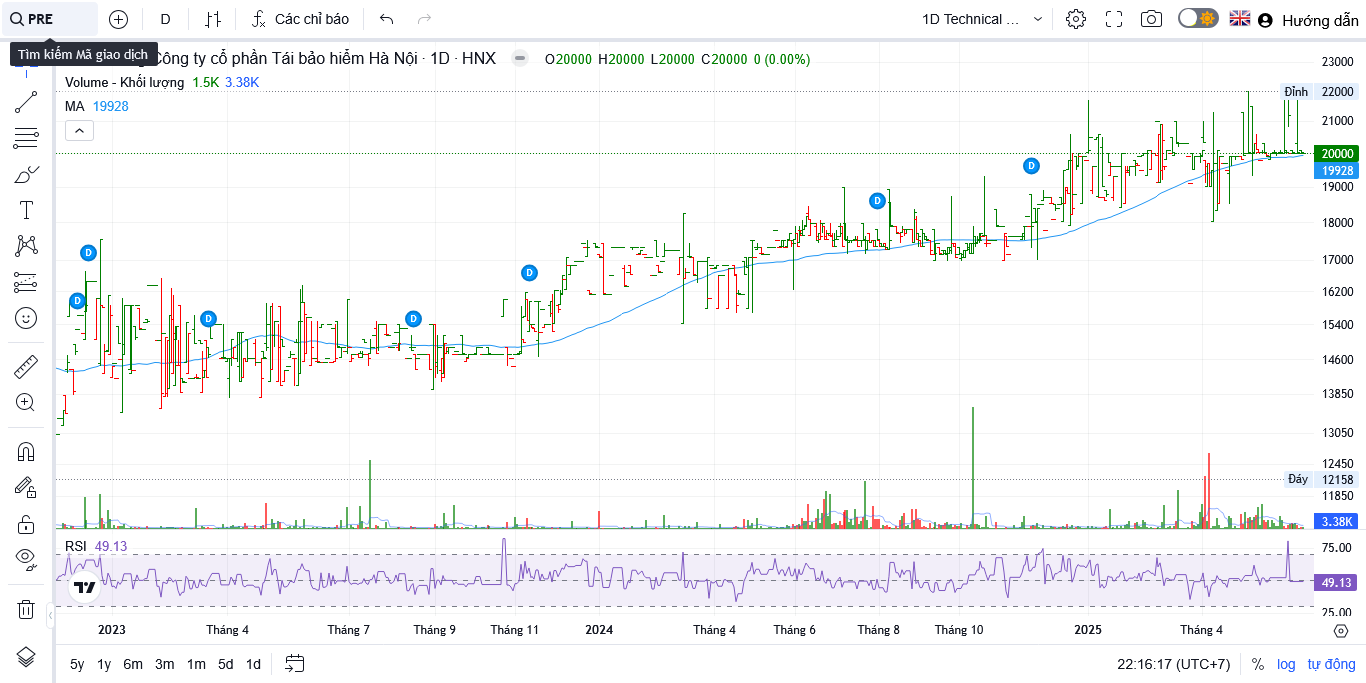 PRE
D
Các chỉ báo
1D Technical ...
Hướng dẫn
Tìm kiếm Mã giao dịch
Công ty cổ phần Tái bảo hiểm Hà Nội · 1D · HNX
O20000 H20000 L20000 C20000 0 (0.00%)
Volume - Khối lượng 1.5K 3.38K
MA 19928
23000
Đỉnh 22000
21000
20000
19928
19000
18000
17000
16200
15400
14600
13850
13050
12450
Đáy 12158
11850
3.38K
D
D
D
D
D
D
D
RSI 49.13
75.00
49.13
25.00
2023 Tháng 4 Tháng 7 Tháng 9 Tháng 11 2024 Tháng 4 Tháng 6 Tháng 8 Tháng 10 2025 Tháng 4
5y 1y 6m 3m 1m 5d 1d
22:16:17 (UTC+7) % log tự động